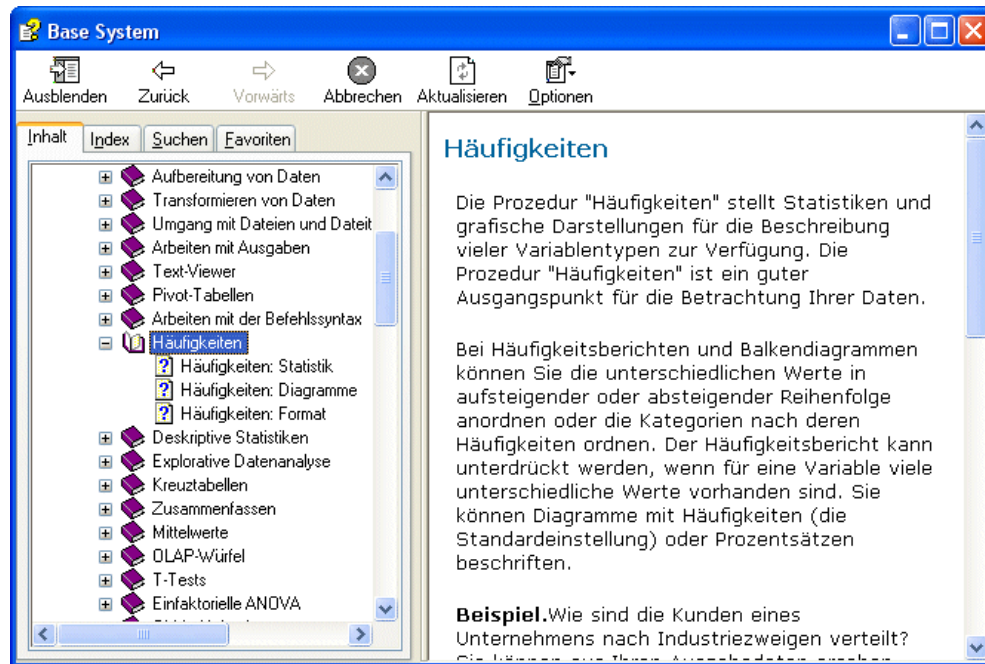 Base System
Ausblenden Zurück Vorwärts Abbrechen Aktualisieren Optionen
Inhalt Index Suchen Favoriten
Aufbereitung von Daten
Transformieren von Daten
Umgang mit Dateien und Dateit
Arbeiten mit Ausgaben
Text-Viewer
Pivot-Tabellen
Arbeiten mit der Befehlssyntax
Häufigkeiten
Häufigkeiten: Statistik
Häufigkeiten: Diagramme
Häufigkeiten: Format
Deskriptive Statistiken
Explorative Datenanalyse
Kreuztabellen
Zusammenfassen
Mittelwerte
OLAP-Würfel
T-Tests
Einfaktorielle ANOVA
Häufigkeiten
Die Prozedur "Häufigkeiten" stellt Statistiken und
grafische Darstellungen für die Beschreibung
vieler Variablentypen zur Verfügung. Die
Prozedur "Häufigkeiten" ist ein guter
Ausgangspunkt für die Betrachtung Ihrer Daten.
Bei Häufigkeitsberichten und Balkendiagrammen
können Sie die unterschiedlichen Werte in
aufsteigender oder absteigender Reihenfolge
anordnen oder die Kategorien nach deren
Häufigkeiten ordnen. Der Häufigkeitsbericht kann
unterdrückt werden, wenn für eine Variable viele
unterschiedliche Werte vorhanden sind. Sie
können Diagramme mit Häufigkeiten (die
Standardeinstellung) oder Prozentsätzen
beschriften.
Beispiel.Wie sind die Kunden eines
Unternehmens nach Industriezweigen verteilt?
Sie können aus Ihren Ausgabedaten ersehen